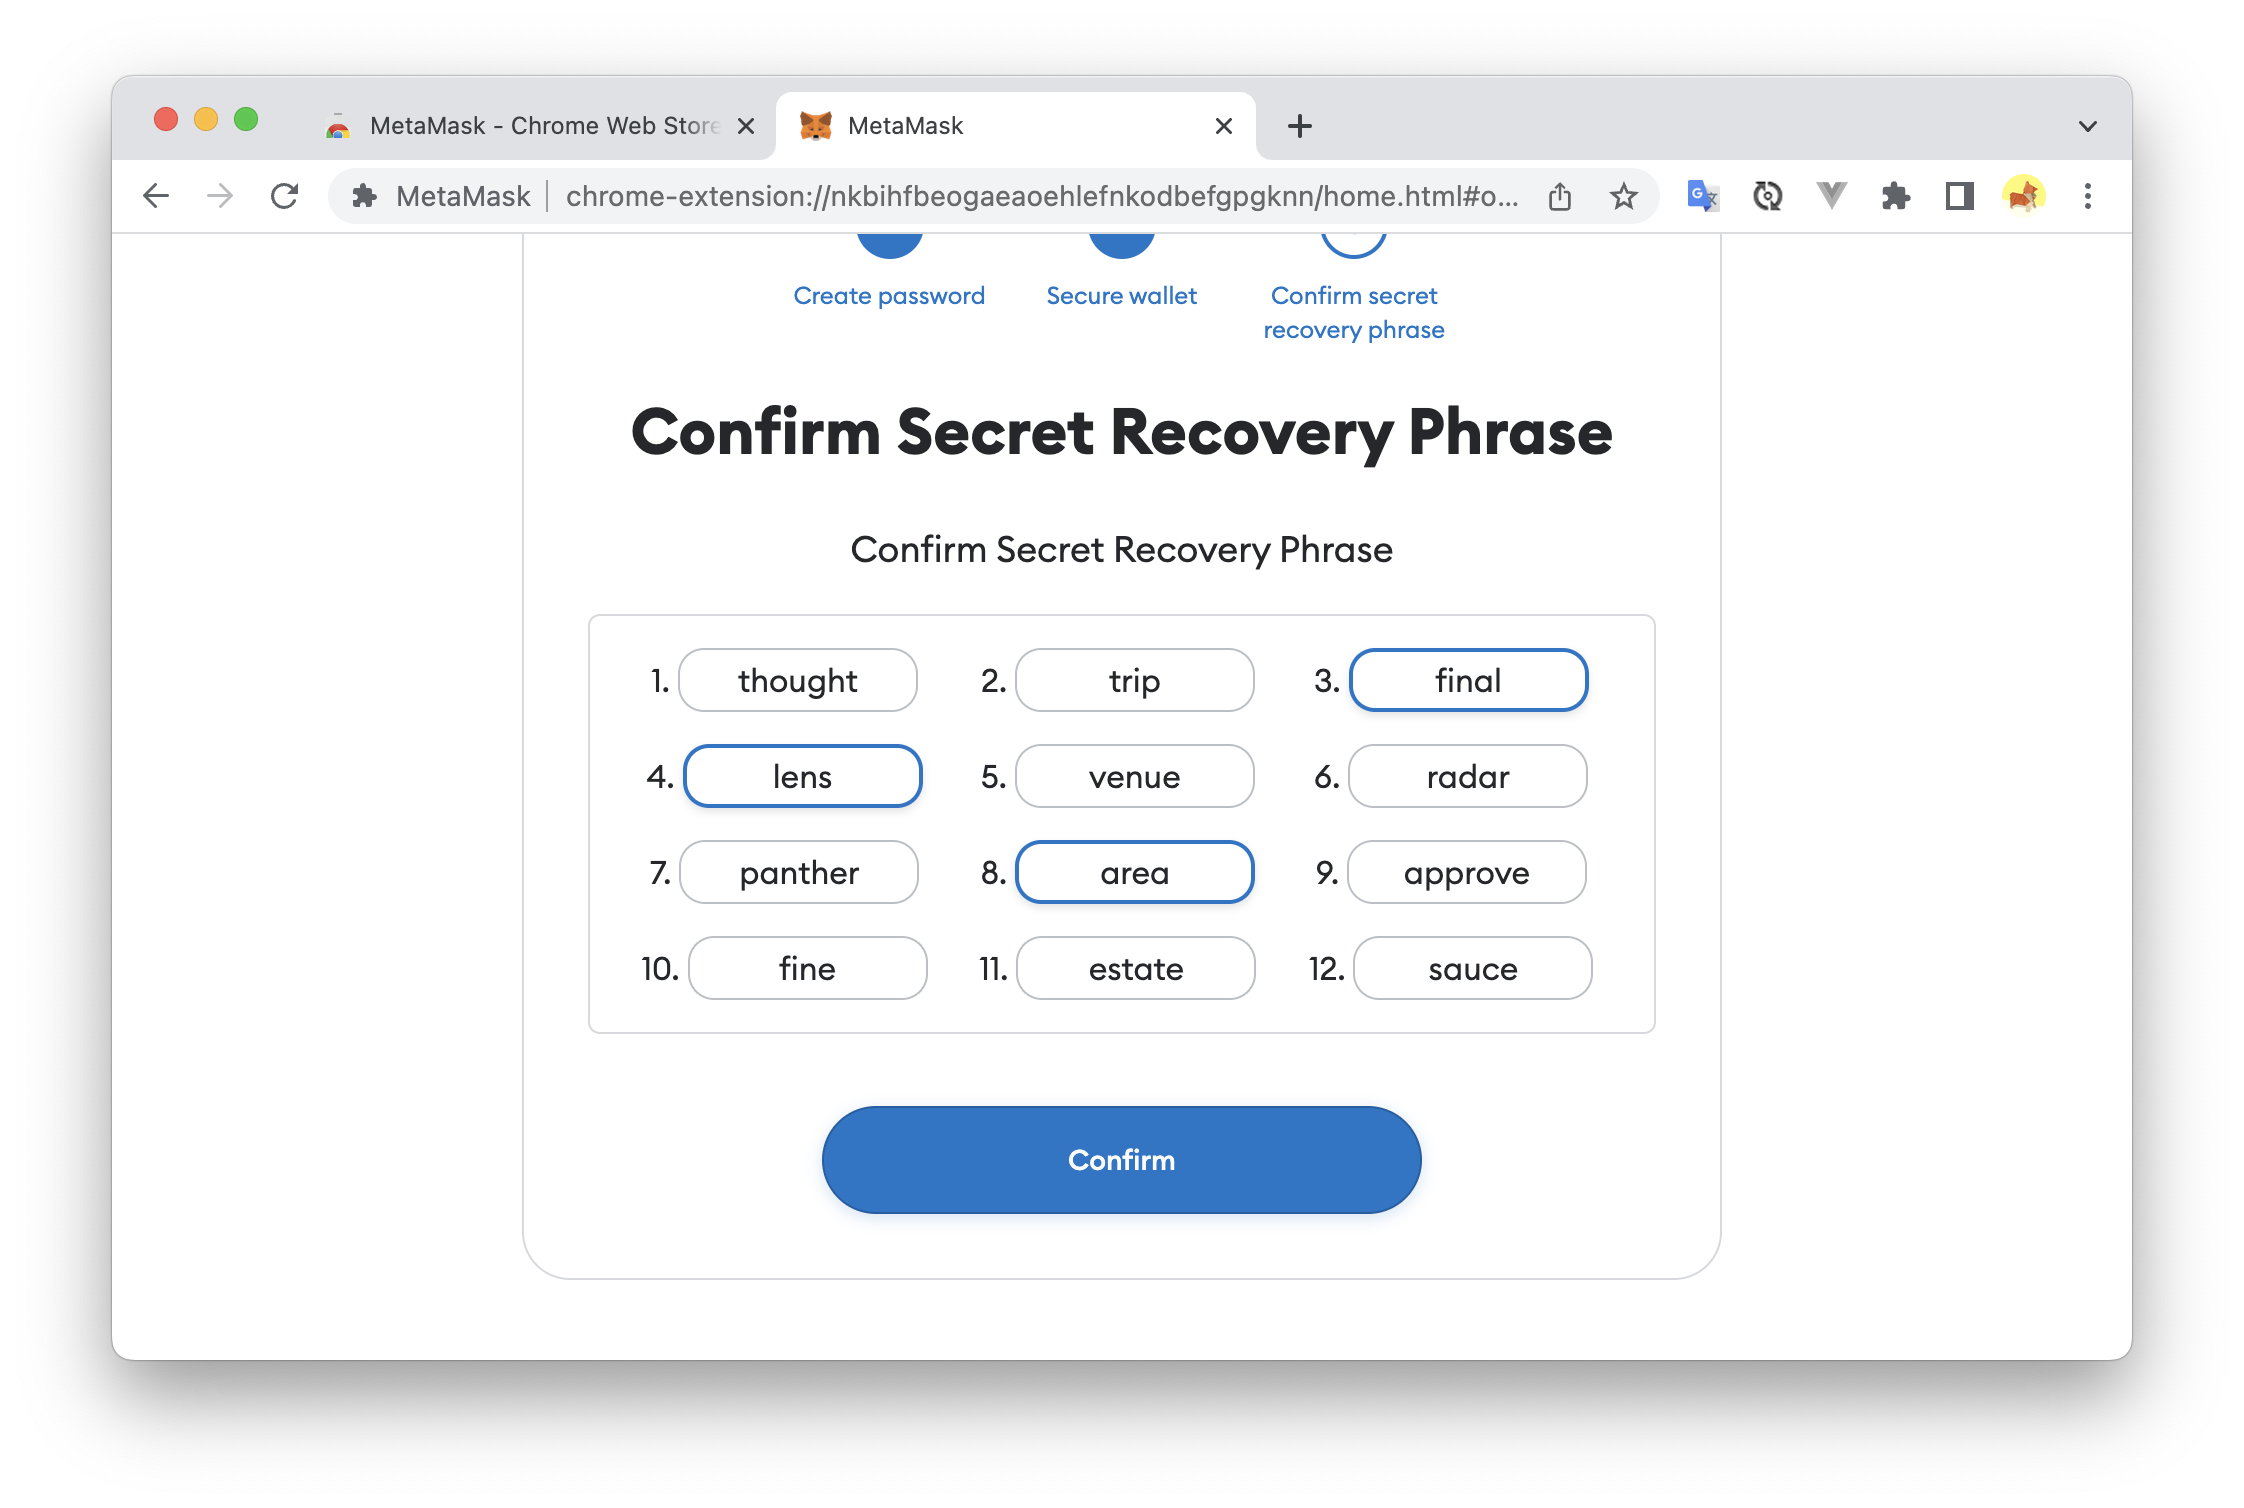 MetaMask - Chrome Web Store
MetaMask
MetaMask | chrome-extension://nkbihfbeogaeaoehlefnkodbefgpgknn/home.html#o...
Create password
Secure wallet
Confirm secret
recovery phrase
Confirm Secret Recovery Phrase
Confirm Secret Recovery Phrase
1. thought 2. trip 3. final
4. lens 5. venue 6. radar
7. panther 8. area 9. approve
10. fine 11. estate 12. sauce
Confirm